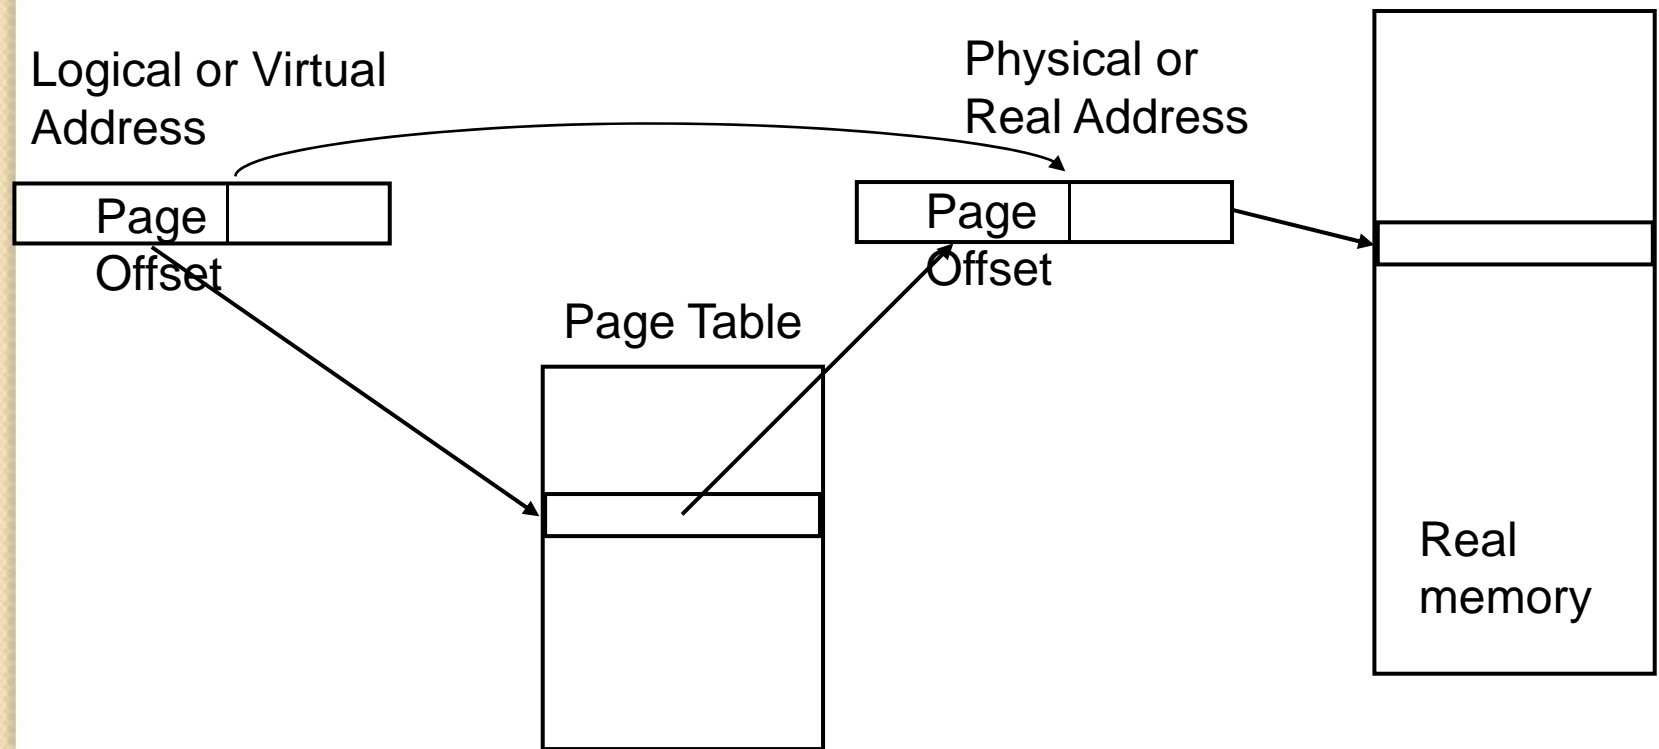 Logical or Virtual
Address
Physical or
Real Address
Page
Offset
Page
Offset
Page Table
Real
memory